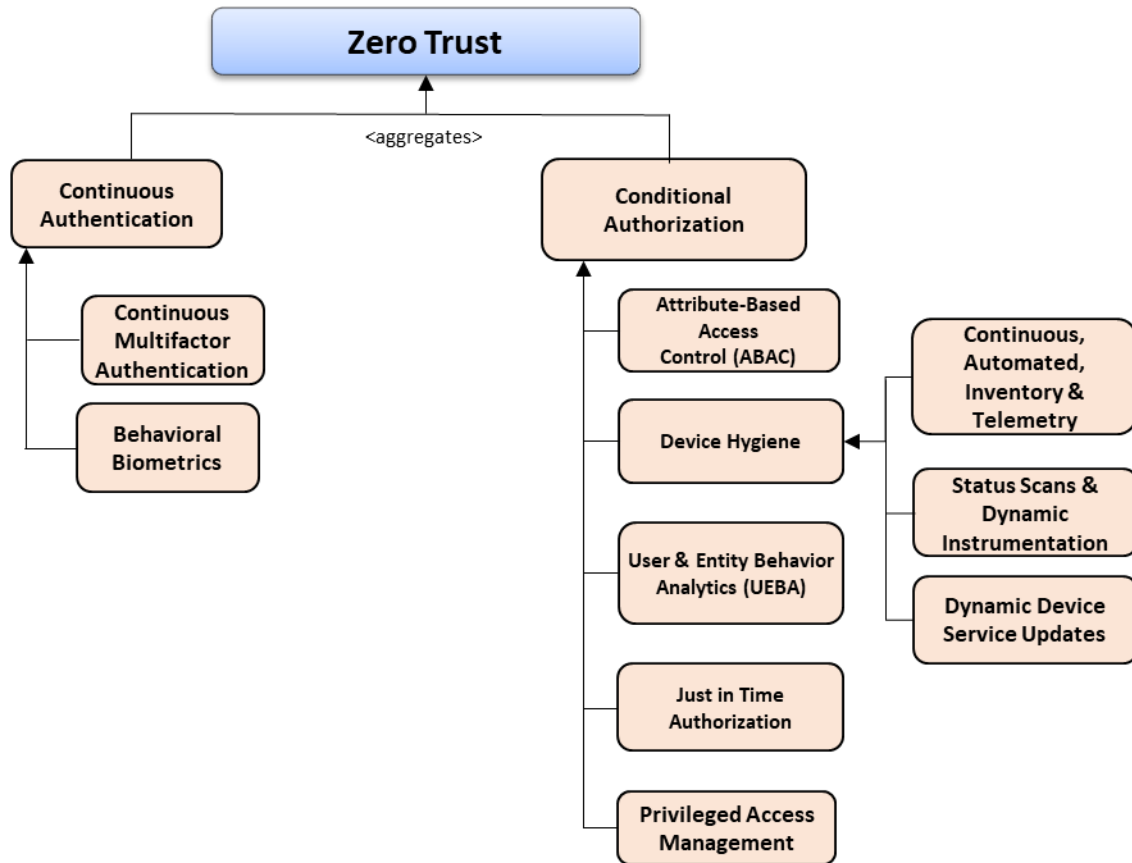 Zero Trust
<aggregates>
Continuous
Authentication
Continuous
Multifactor
Authentication
Behavioral
Biometrics
Conditional
Authorization
Attribute-Based
Access
Control (ABAC)
Device Hygiene
User & Entity Behavior
Analytics (UEBA)
Just in Time
Authorization
Privileged Access
Management
Continuous,
Automated,
Inventory &
Telemetry
Status Scans &
Dynamic
Instrumentation
Dynamic Device
Service Updates